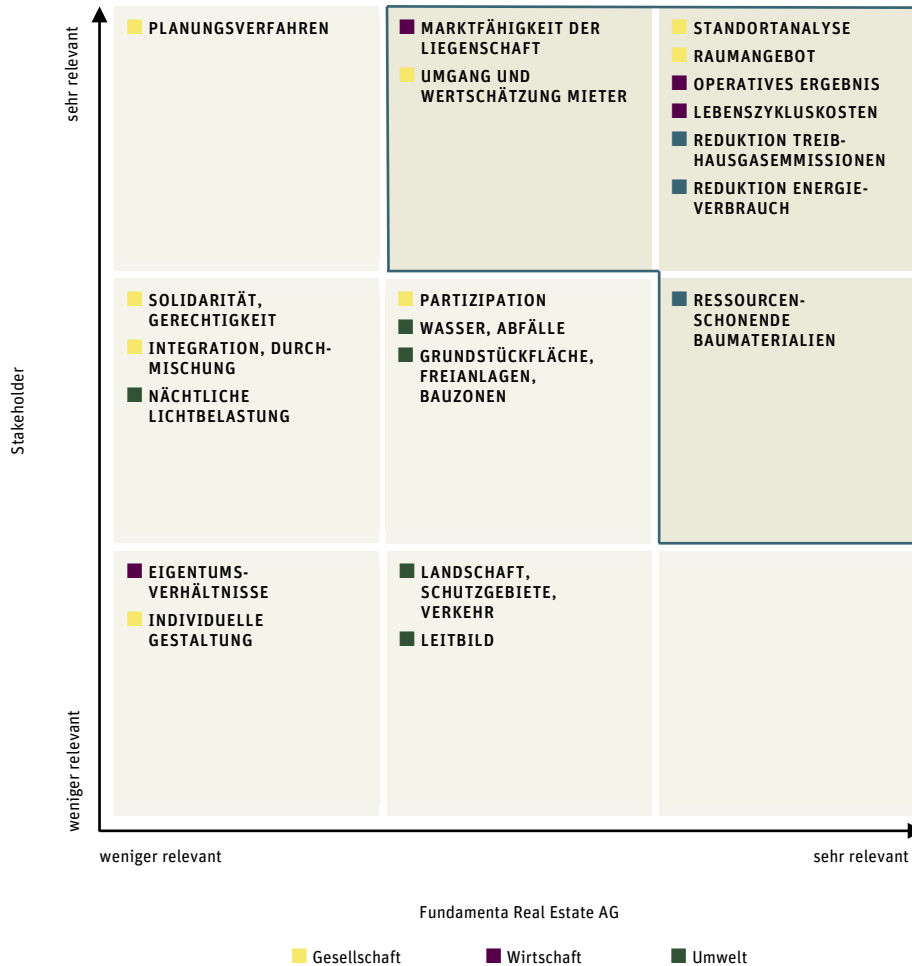 sehr relevant
PLANUNGSVERFAHREN
MARKTFÄHIGKEIT DER
LIEGENSCHAFT
UMGANG UND
WERTSCHÄTZUNG MIETER
STANDORTANALYSE
RAUMANGEBOT
OPERATIVES ERGEBNIS
LEBENSZYKLUSKOSTEN
REDUKTION TREIB-
HAUSGASEMMISSIONEN
REDUKTION ENERGIE-
VERBRAUCH
Stakeholder
SOLIDARITÄT,
GERECHTIGKEIT
INTEGRATION, DURCH-
MISCHUNG
NÄCHTLICHE
LICHTBELASTUNG
PARTIZIPATION
WASSER, ABFÄLLE
GRUNDSTÜCKFLÄCHE,
FREIANLAGEN,
BAUZONEN
RESSOURCEN-
SCHONENDE
BAUMATERIALIEN
EIGENTUMS-
VERHÄLTNISSE
INDIVIDUELLE
GESTALTUNG
LANDSCHAFT,
SCHUTZGEBIETE,
VERKEHR
LEITBILD
weniger relevant
weniger relevant
sehr relevant
Fundamenta Real Estate AG
Gesellschaft
Wirtschaft
Umwelt